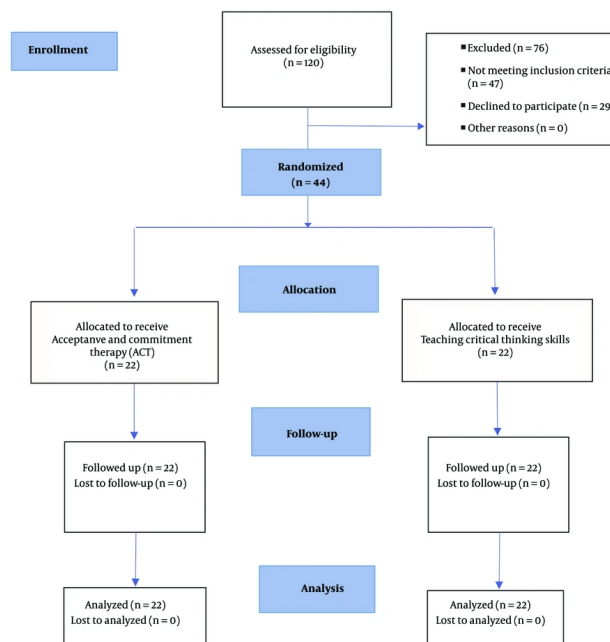 Enrollment
Assessed for eligibility
(n = 120)
■ Excluded (n = 76)
■ Not meeting inclusion criteria
(n = 47)
■ Declined to participate (n = 29
■ Other reasons (n = 0)
Randomized
(n = 44)
Allocation
Allocated to receive
Acceptanve and commitment
therapy (ACT)
(n = 22)
Allocated to receive
Teaching critical thinking skills
(n = 22)
Follow-up
Followed up (n = 22)
Lost to follow-up (n = 0)
Followed up (n = 22)
Lost to follow-up (n = 0)
Analysis
Analyzed (n = 22)
Lost to analyzed (n = 0)
Analyzed (n = 22)
Lost to analyzed (n = 0)